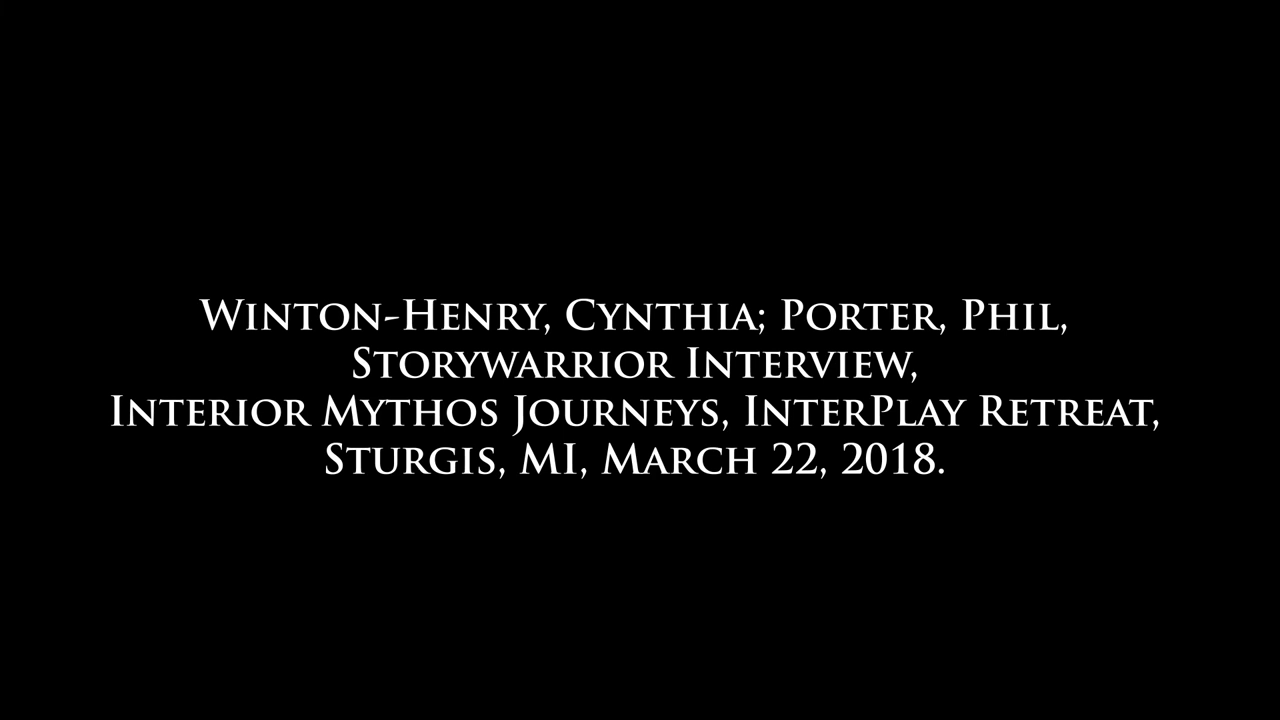 Winton-Henry, Cynthia; Porter, Phil,
Storywarrior Interview,
Interior Mythos Journeys, InterPlay Retreat,
Sturgis, MI, March 22, 2018.